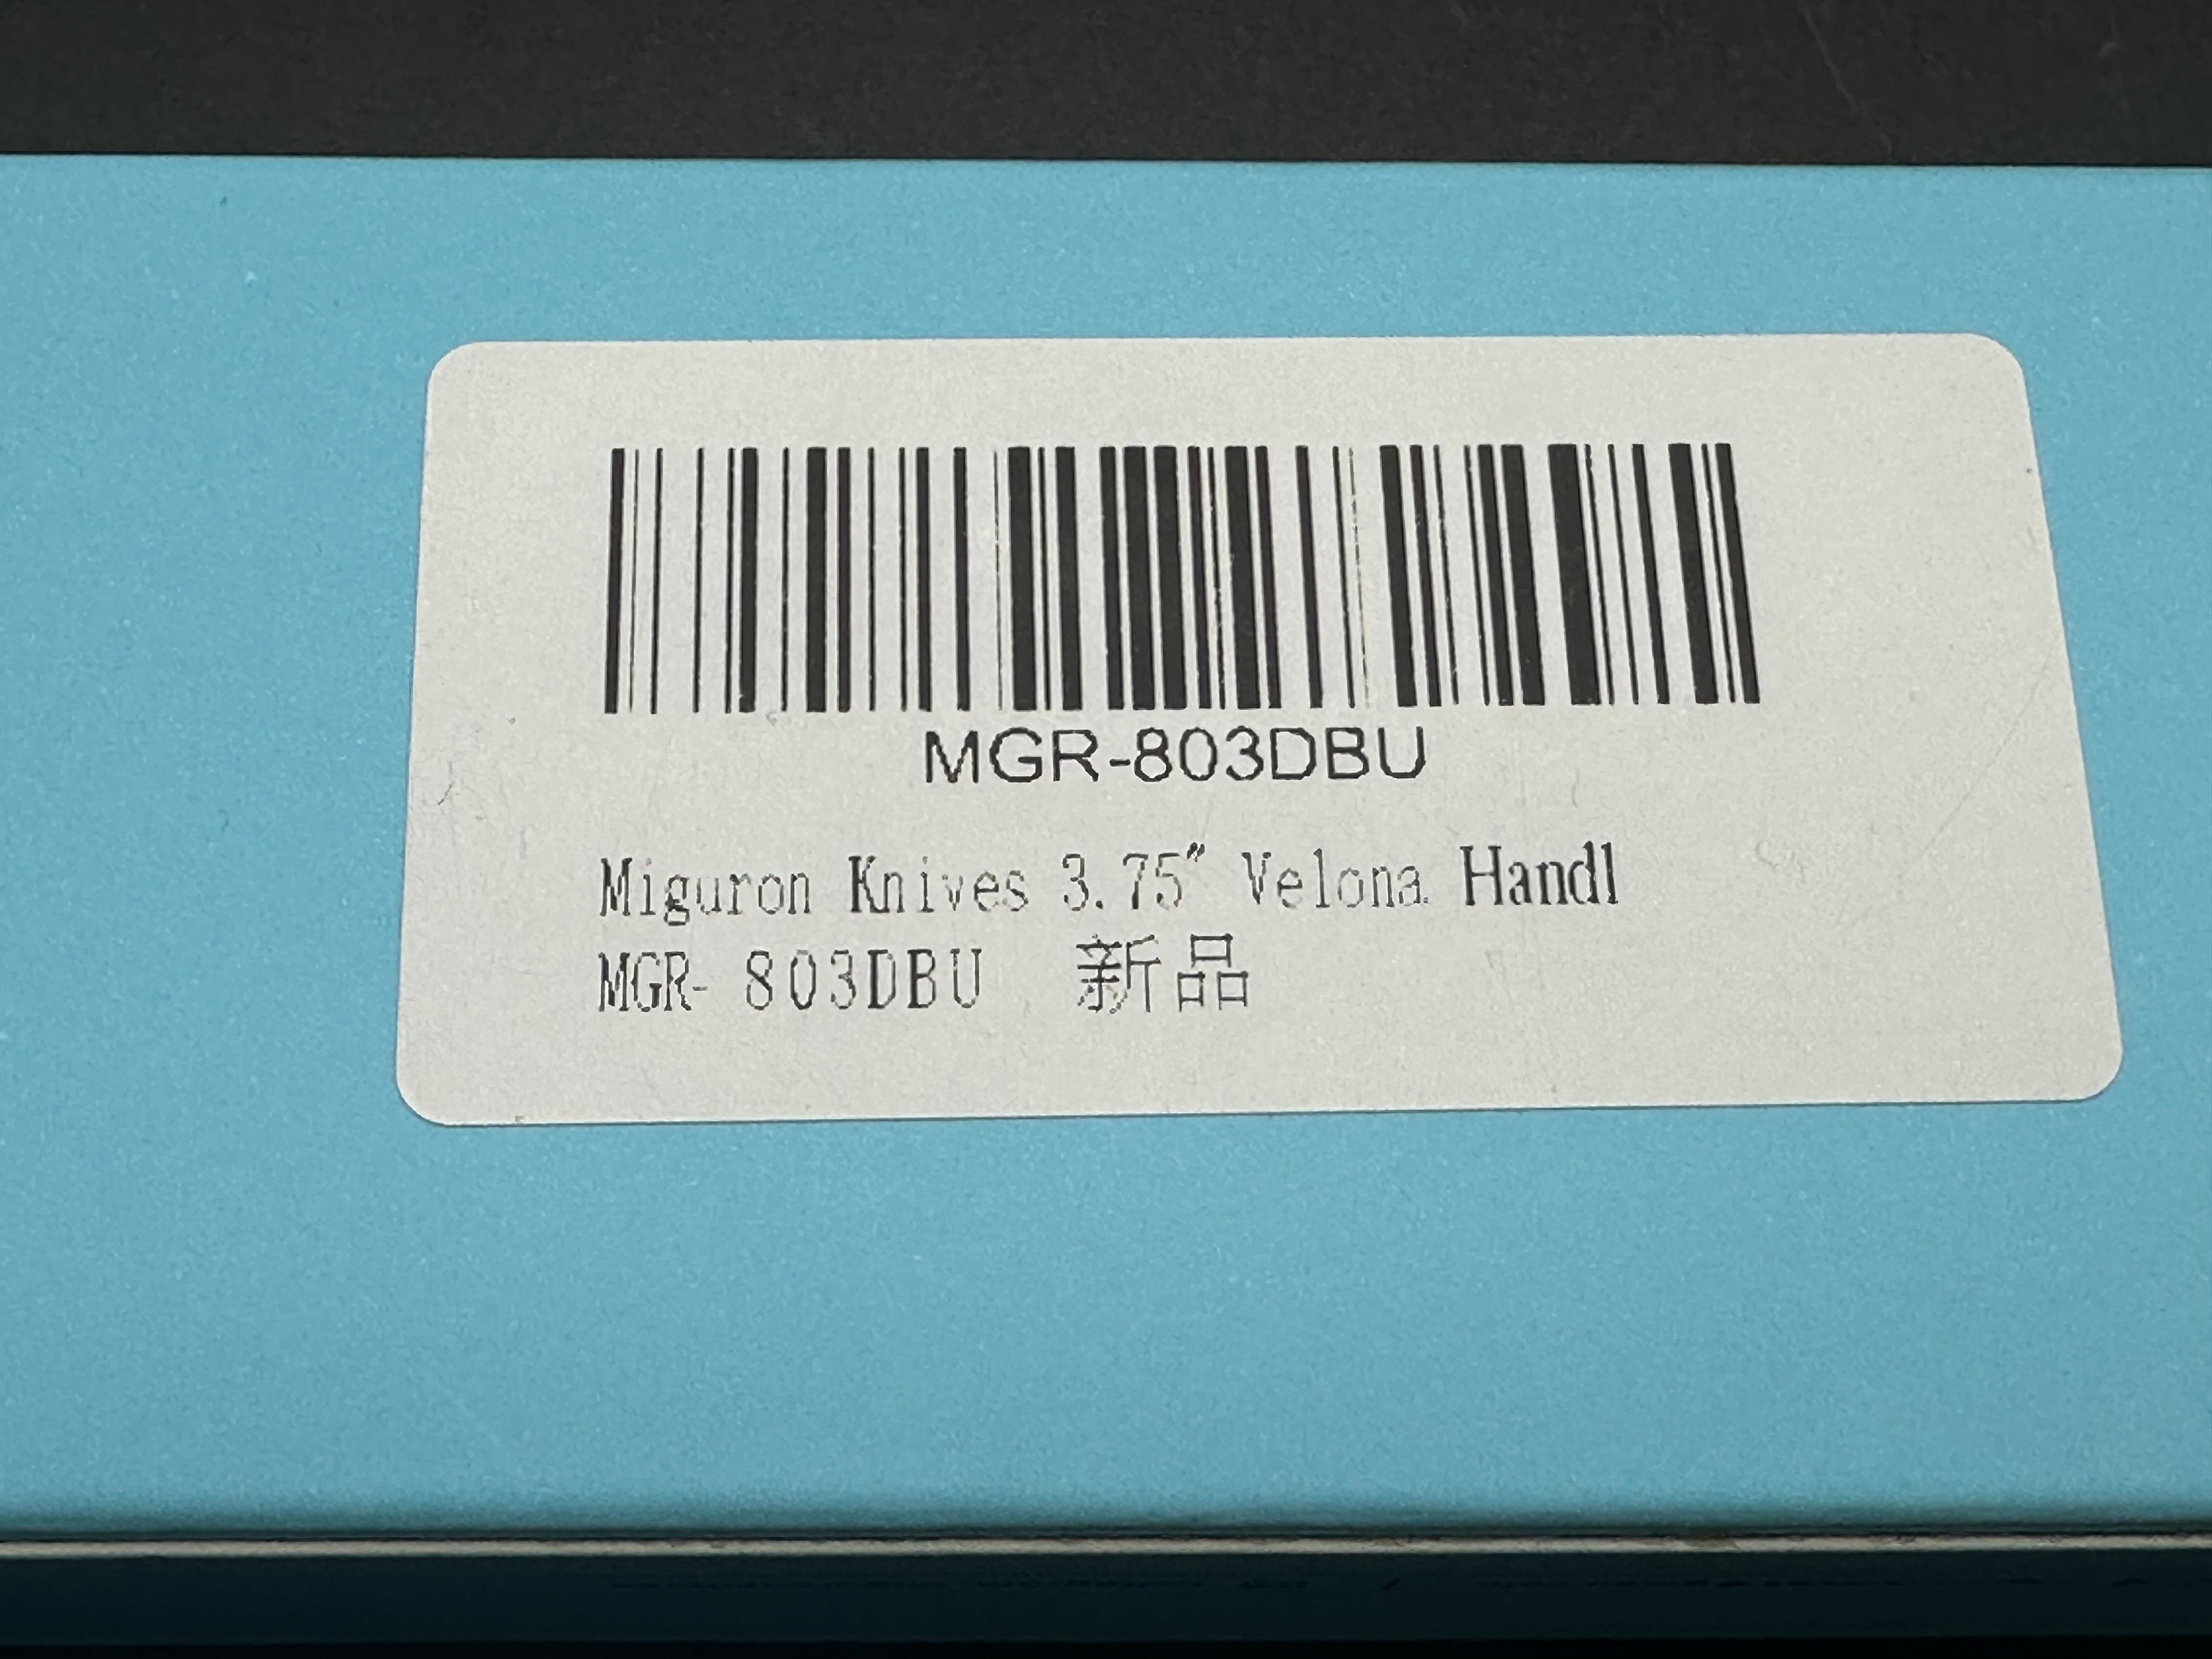 MGR-803DBU
Miguron Knives 3.75" Velona Handl
MGR- 803DBU 新品